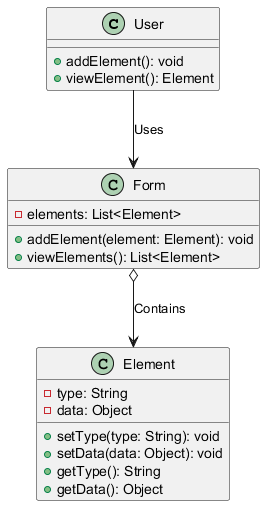 C User
addElement(): void
viewElement(): Element
Uses
C Form
elements: List<Element>
addElement(element: Element): void
viewElements(): List<Element>
Contains
C Element
type: String
data: Object
setType(type: String): void
setData(data: Object): void
getType(): String
getData(): Object